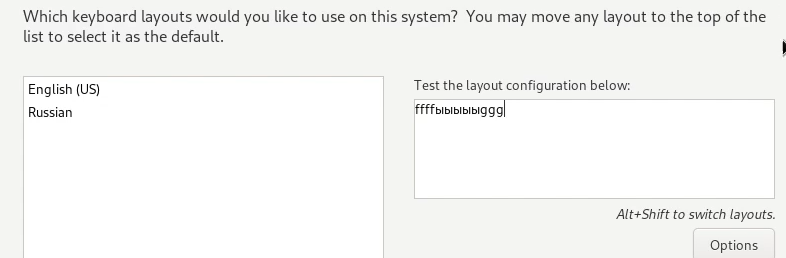 Which keyboard layouts would you like to use on this system?  You may move any layout to the top of the
list to select it as the default.
English (US)
Russian
Test the layout configuration below:
ffffыыыыыggg
Alt+Shift to switch layouts.
Options